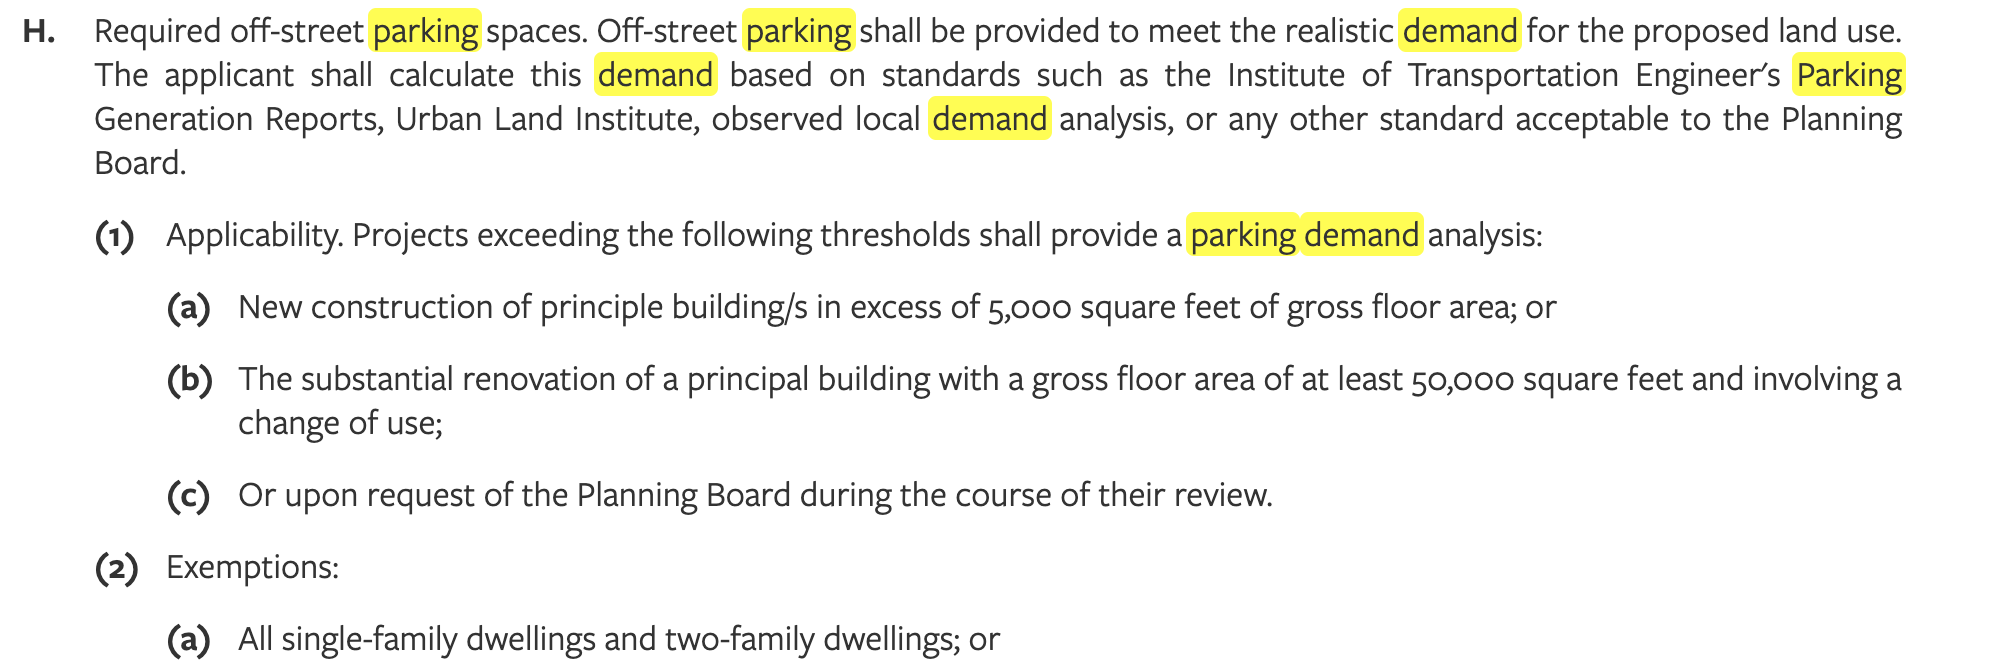 H. Required off-street parking spaces. Off-street parking shall be provided to meet the realistic demand for the proposed land use.
The applicant shall calculate this demand based on standards such as the Institute of Transportation Engineer's Parking
Generation Reports, Urban Land Institute, observed local demand analysis, or any other standard acceptable to the Planning
Board.
(1) Applicability. Projects exceeding the following thresholds shall provide a parking demand analysis:
(a) New construction of principle building/s in excess of 5,000 square feet of gross floor area; or
(b) The substantial renovation of a principal building with a gross floor area of at least 50,000 square feet and involving a
change of use;
(c) Or upon request of the Planning Board during the course of their review.
(2) Exemptions:
(a) All single-family dwellings and two-family dwellings; or